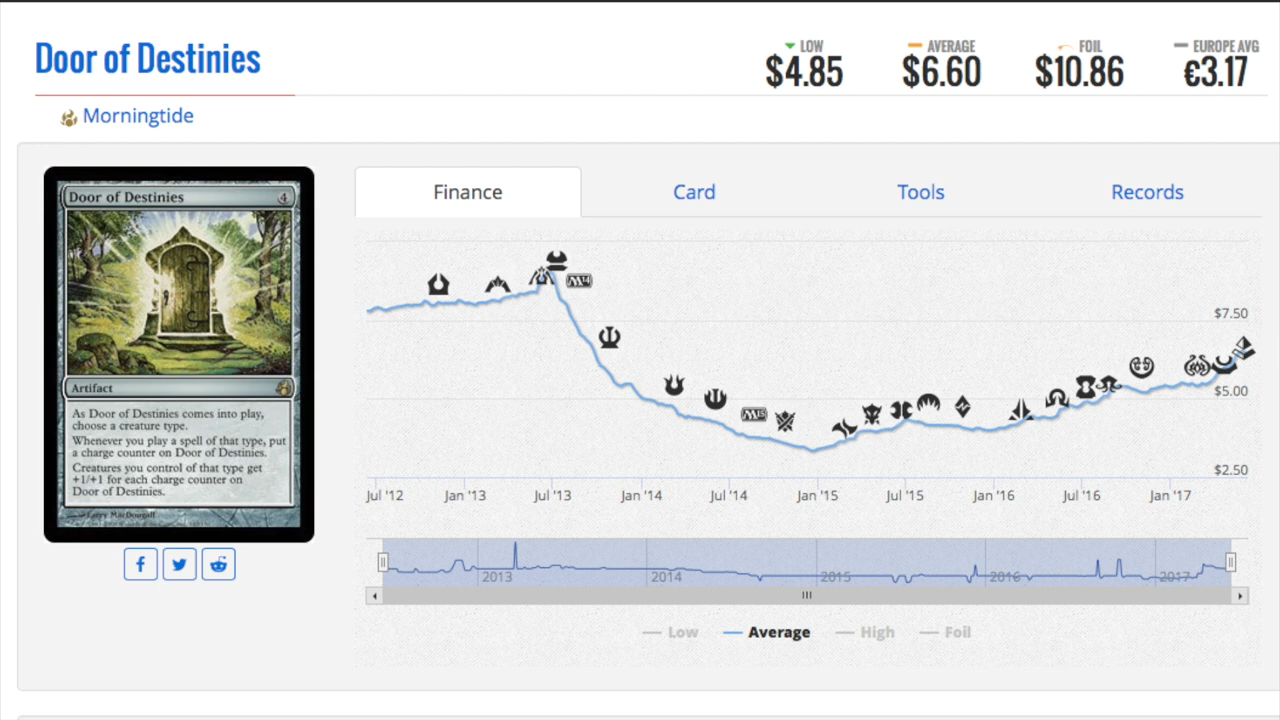 Door of Destinies
LOW
$4.85
AVERAGE
$6.60
FOIL
$10.86
EUROPE AVG
€3.17
Morningtide
Door of Destinies 4
Artifact
As Door of Destinies comes into play,
choose a creature type.
Whenever you play a spell of that type, put
a charge counter on Door of Destinies.
Creatures you control of that type get
+1/+1 for each charge counter on
Door of Destinies.
Larry MacDougall
Finance Card Tools Records
M14
M15
$7.50
$5.00
$2.50
Jul '12 Jan '13 Jul '13 Jan '14 Jul '14 Jan '15 Jul '15 Jan '16 Jul '16 Jan '17
2013 2014 2015 2016 2017
Low Average High Foil